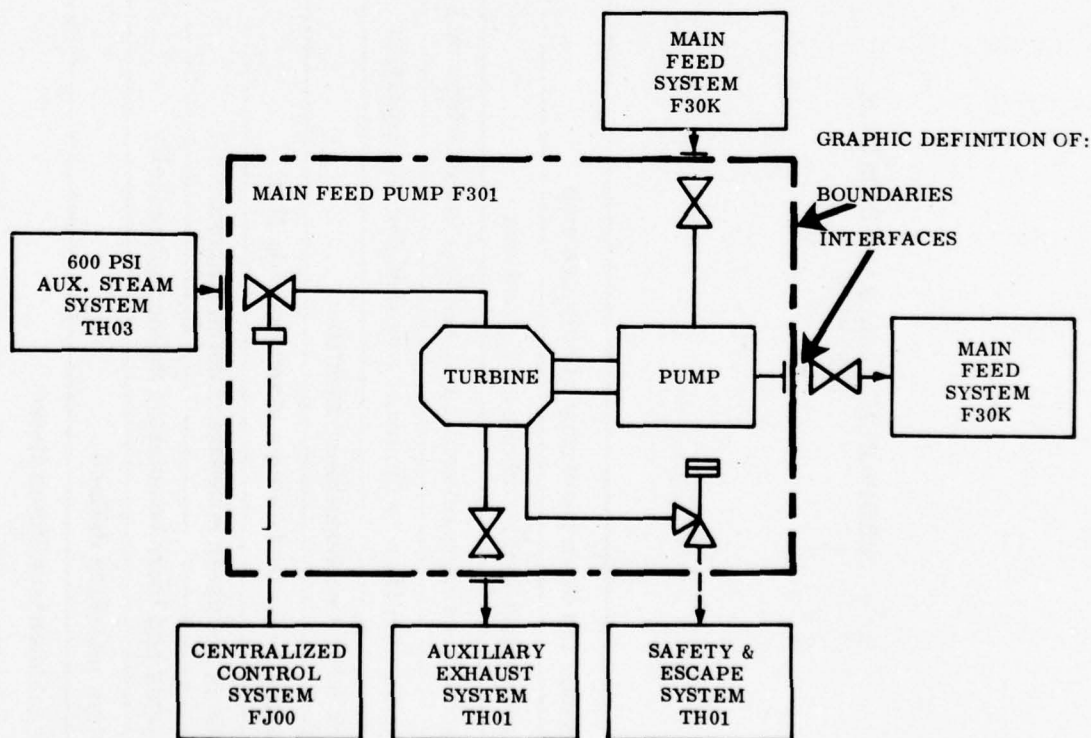 MAIN
FEED
SYSTEM
F30K
GRAPHIC DEFINITION OF:
MAIN FEED PUMP F301
BOUNDARIES
INTERFACES
600 PSI
AUX. STEAM
SYSTEM
TH03
TURBINE
PUMP
MAIN
FEED
SYSTEM
F30K
CENTRALIZED
CONTROL
SYSTEM
FJ00
AUXILIARY
EXHAUST
SYSTEM
TH01
SAFETY &
ESCAPE
SYSTEM
TH01